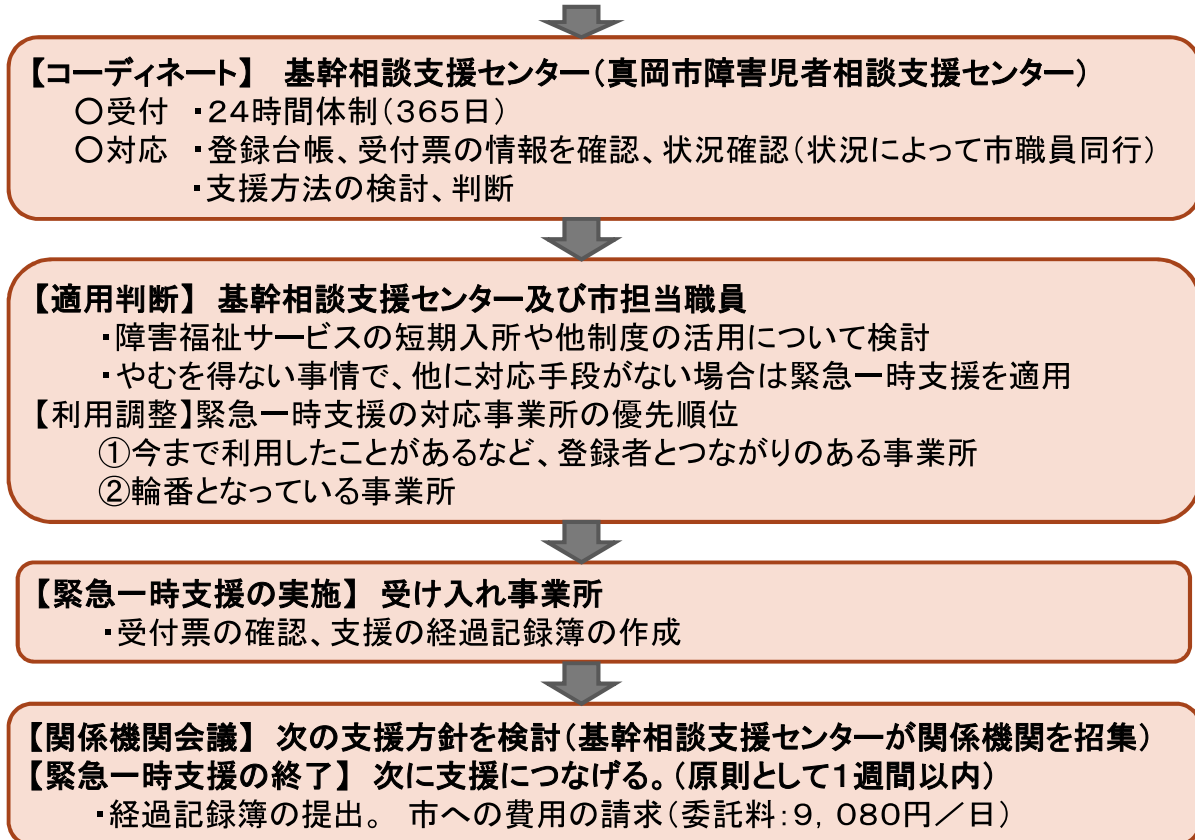 【コーディネート】 基幹相談支援センター（真岡市障害児者相談支援センター）
○受付 ・２４時間体制（３６５日）
○対応 ・登録台帳、受付票の情報を確認、状況確認（状況によって市職員同行）
・支援方法の検討、判断
【適用判断】 基幹相談支援センター及び市担当職員
・障害福祉サービスの短期入所や他制度の活用について検討
・やむを得ない事情で、他に対応手段がない場合は緊急一時支援を適用
【利用調整】緊急一時支援の対応事業所の優先順位
①今まで利用したことがあるなど、登録者とつながりのある事業所
②輪番となっている事業所
【緊急一時支援の実施】 受け入れ事業所
・受付票の確認、支援の経過記録簿の作成
【関係機関会議】 次の支援方針を検討（基幹相談支援センターが関係機関を招集）
【緊急一時支援の終了】 次に支援につなげる。（原則として１週間以内）
・経過記録簿の提出。 市への費用の請求（委託料：９，０８０円／日）